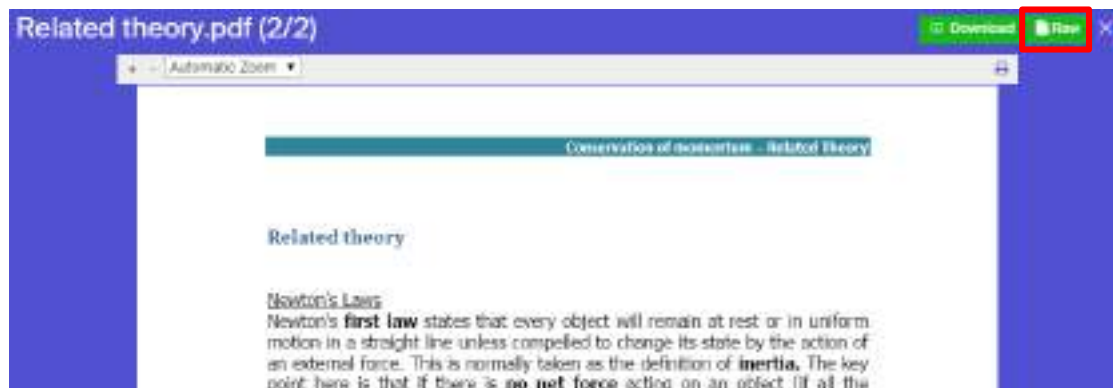 Related theory.pdf (2/2)
Download
Raw
+ - Automatic Zoom
Conservation of momentum – Related Theory
Related theory
Newton's Laws
Newton's first law states that every object will remain at rest or in uniform
motion in a straight line unless compelled to change its state by the action of
an external force. This is normally taken as the definition of inertia. The key
point here is that if there is no net force acting on an object (if all the